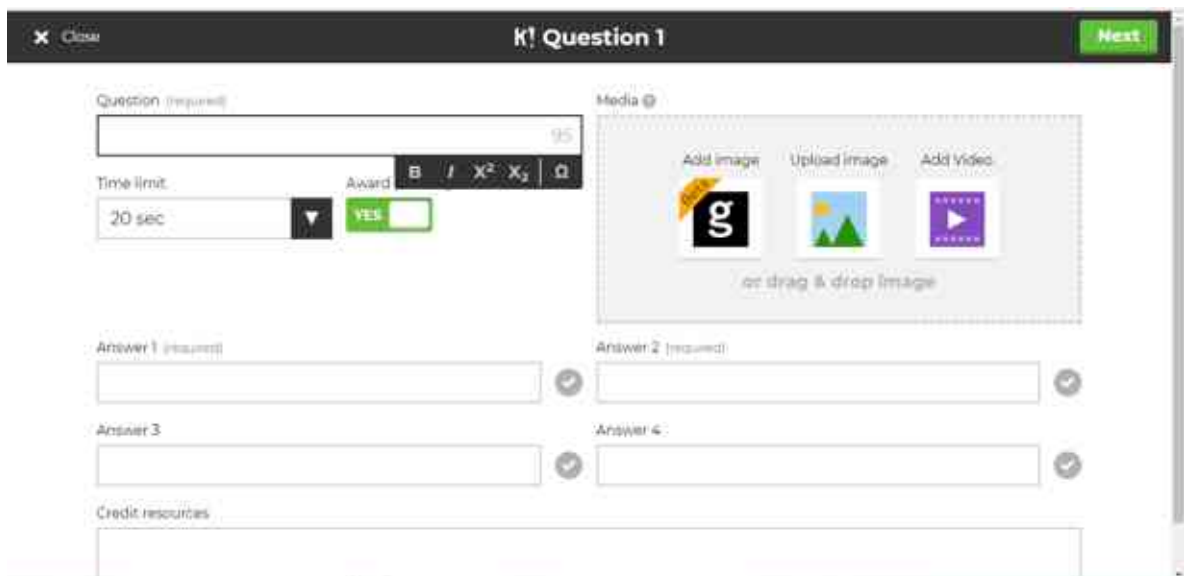 × Close
K! Question 1
Next
Question (required)
95
B I X² X₂ Ω
Time limit
20 sec
Award
YES
Media
Add image
Upload image
Add Video
Beta
g
or drag & drop image
Answer 1 (required)
Answer 2 (required)
Answer 3
Answer 4
Credit resources